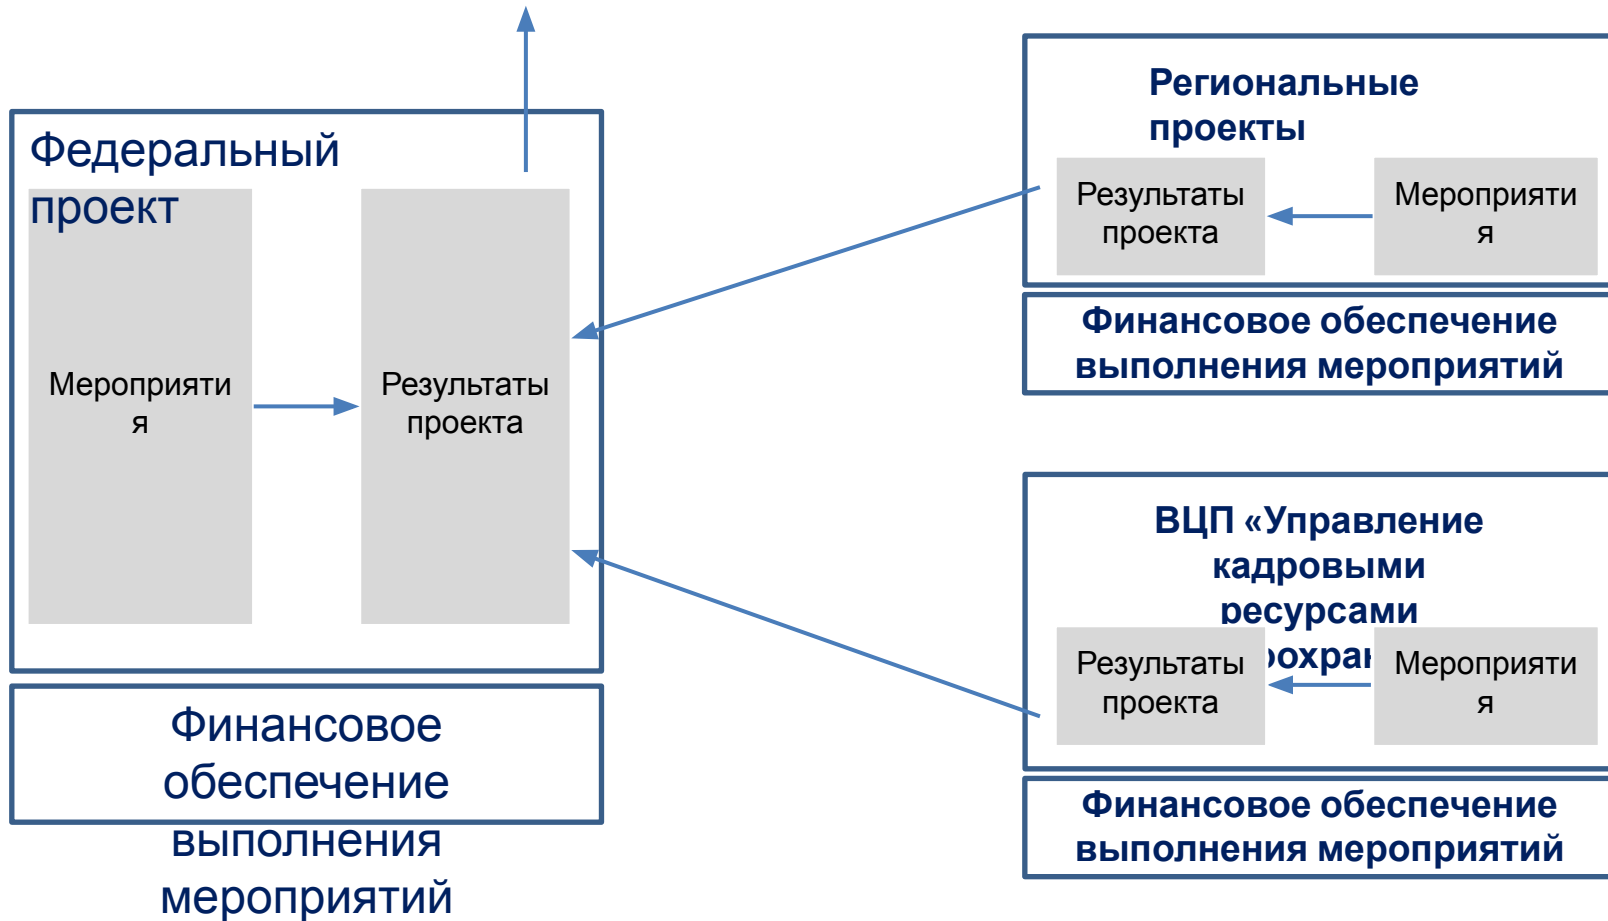 Федеральный
проект
Мероприяти
я
Результаты
проекта
Финансовое
обеспечение
выполнения
мероприятий
Региональные
проекты
Результаты
проекта
Мероприяти
я
Финансовое обеспечение
выполнения мероприятий
ВЦП «Управление
кадровыми
ресурсами
Результаты
проекта
Мероприяти
я
Финансовое обеспечение
выполнения мероприятий